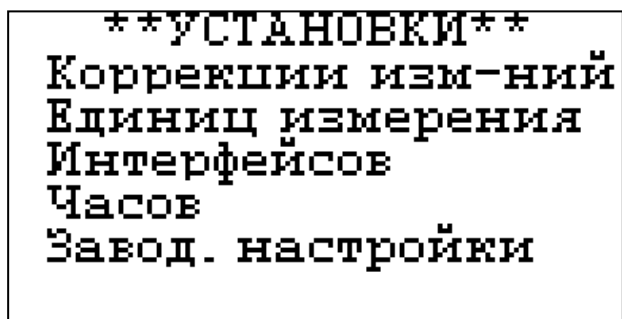 **УСТАНОВКИ**
Коррекции изм-ний
Единиц измерения
Интерфейсов
Часов
Завод. настройки